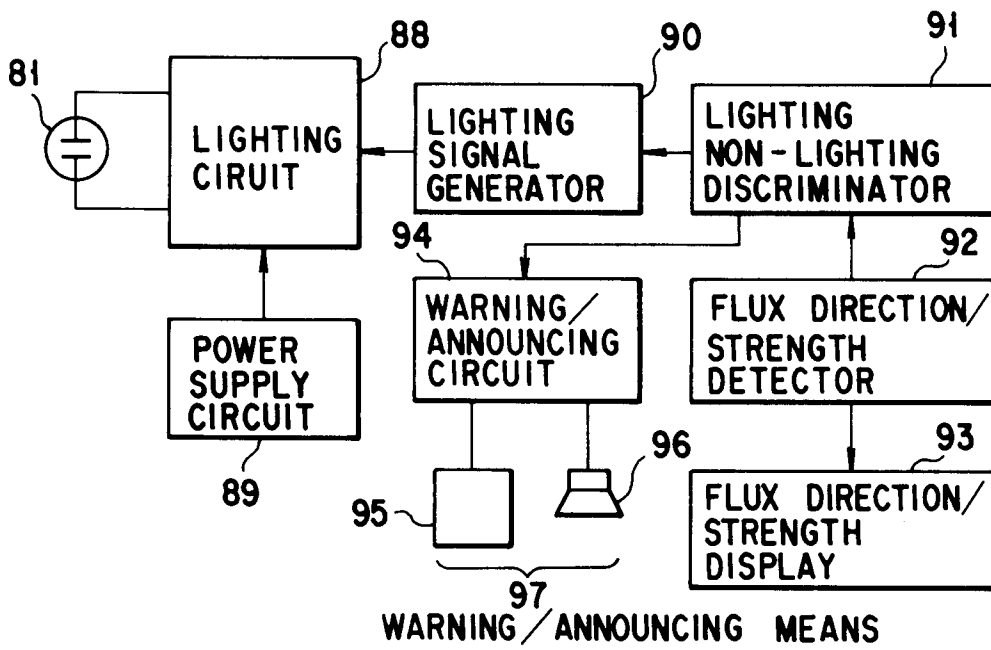 81
88
LIGHTING
CIRUIT
90
LIGHTING
SIGNAL
GENERATOR
91
LIGHTING
NON-LIGHTING
DISCRIMINATOR
94
WARNING/
ANNOUNCING
CIRCUIT
92
FLUX DIRECTION/
STRENGTH
DETECTOR
POWER
SUPPLY
CIRCUIT
89
95
96
93
FLUX DIRECTION/
STRENGTH
DISPLAY
97
WARNING/ANNOUNCING MEANS